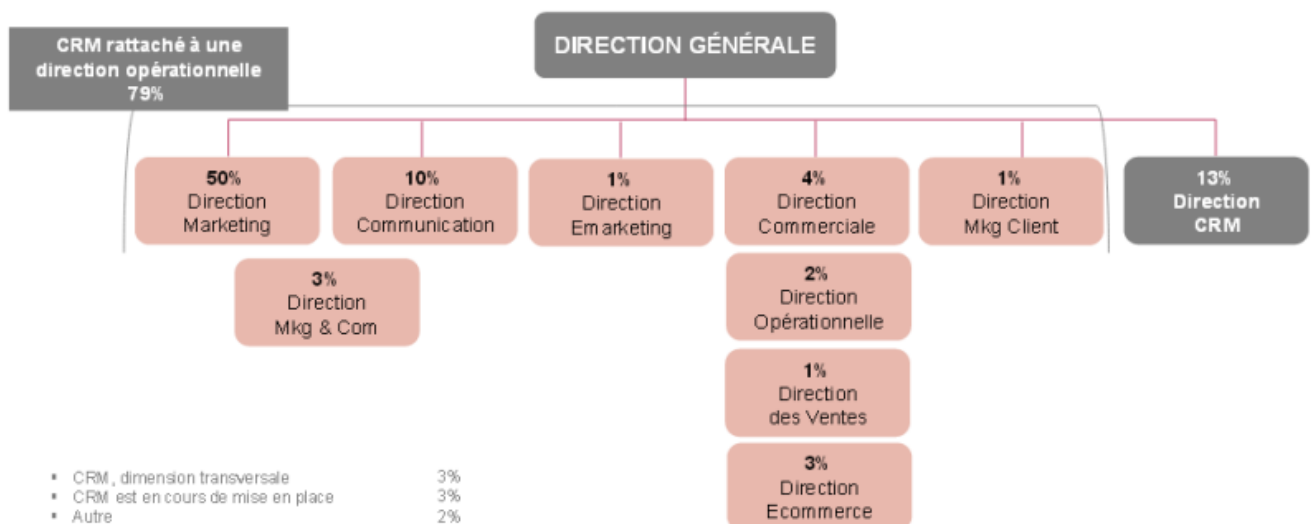 CRM rattaché à une
direction opérationnelle
79%
DIRECTION GÉNÉRALE
50%
Direction
Marketing
10%
Direction
Communication
1%
Direction
Emarketing
4%
Direction
Commerciale
1%
Direction
Mkg Client
13%
Direction
CRM
3%
Direction
Mkg & Com
2%
Direction
Opérationnelle
1%
Direction
des Ventes
3%
Direction
Ecommerce
▪ CRM, dimension transversale 3%
▪ CRM est en cours de mise en place 3%
▪ Autre 2%